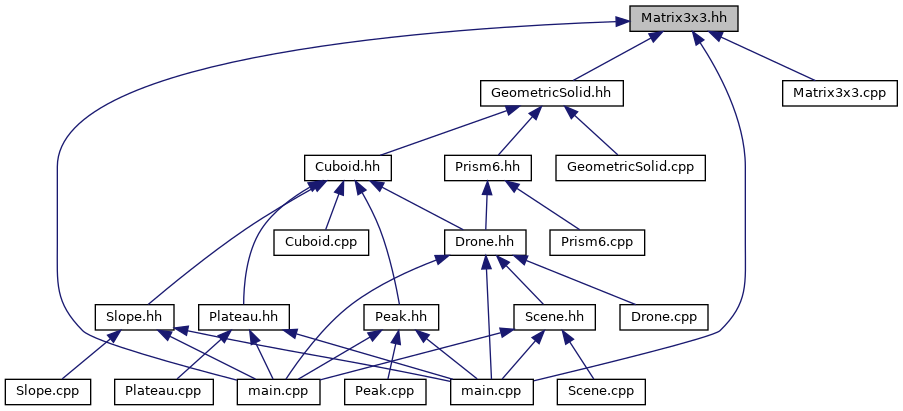 Matrix3x3.hh
GeometricSolid.hh
Matrix3x3.cpp
Cuboid.hh
Prism6.hh
GeometricSolid.cpp
Cuboid.cpp
Drone.hh
Prism6.cpp
Slope.hh
Plateau.hh
Peak.hh
Scene.hh
Drone.cpp
Slope.cpp
Plateau.cpp
main.cpp
Peak.cpp
main.cpp
Scene.cpp